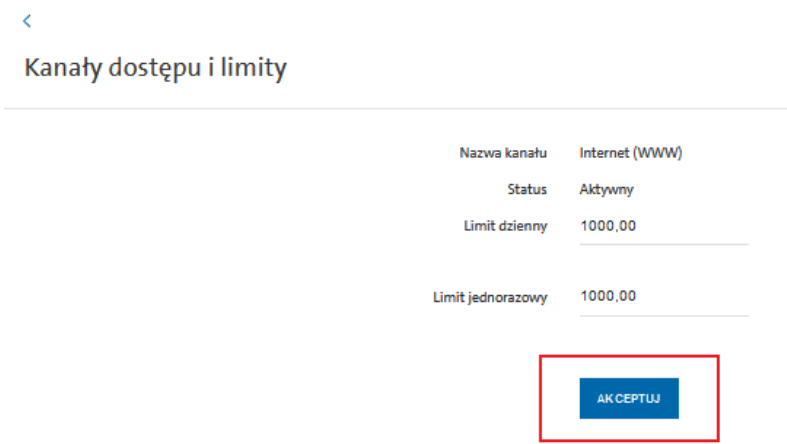 Kanały dostępu i limity
Nazwa kanału Internet (WWW)
Status Aktywny
Limit dzienny 1000,00
Limit jednorazowy 1000,00
AKCEPTUJ